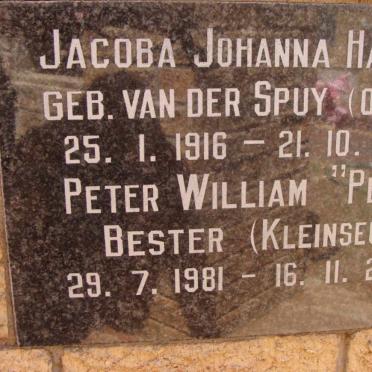 JACOBA JOHANNA
GEB. VAN DER SPUY
25. 1. 1916 – 21. 10.
PETER WILLIAM
BESTER
29. 7. 1981 - 16. 11.